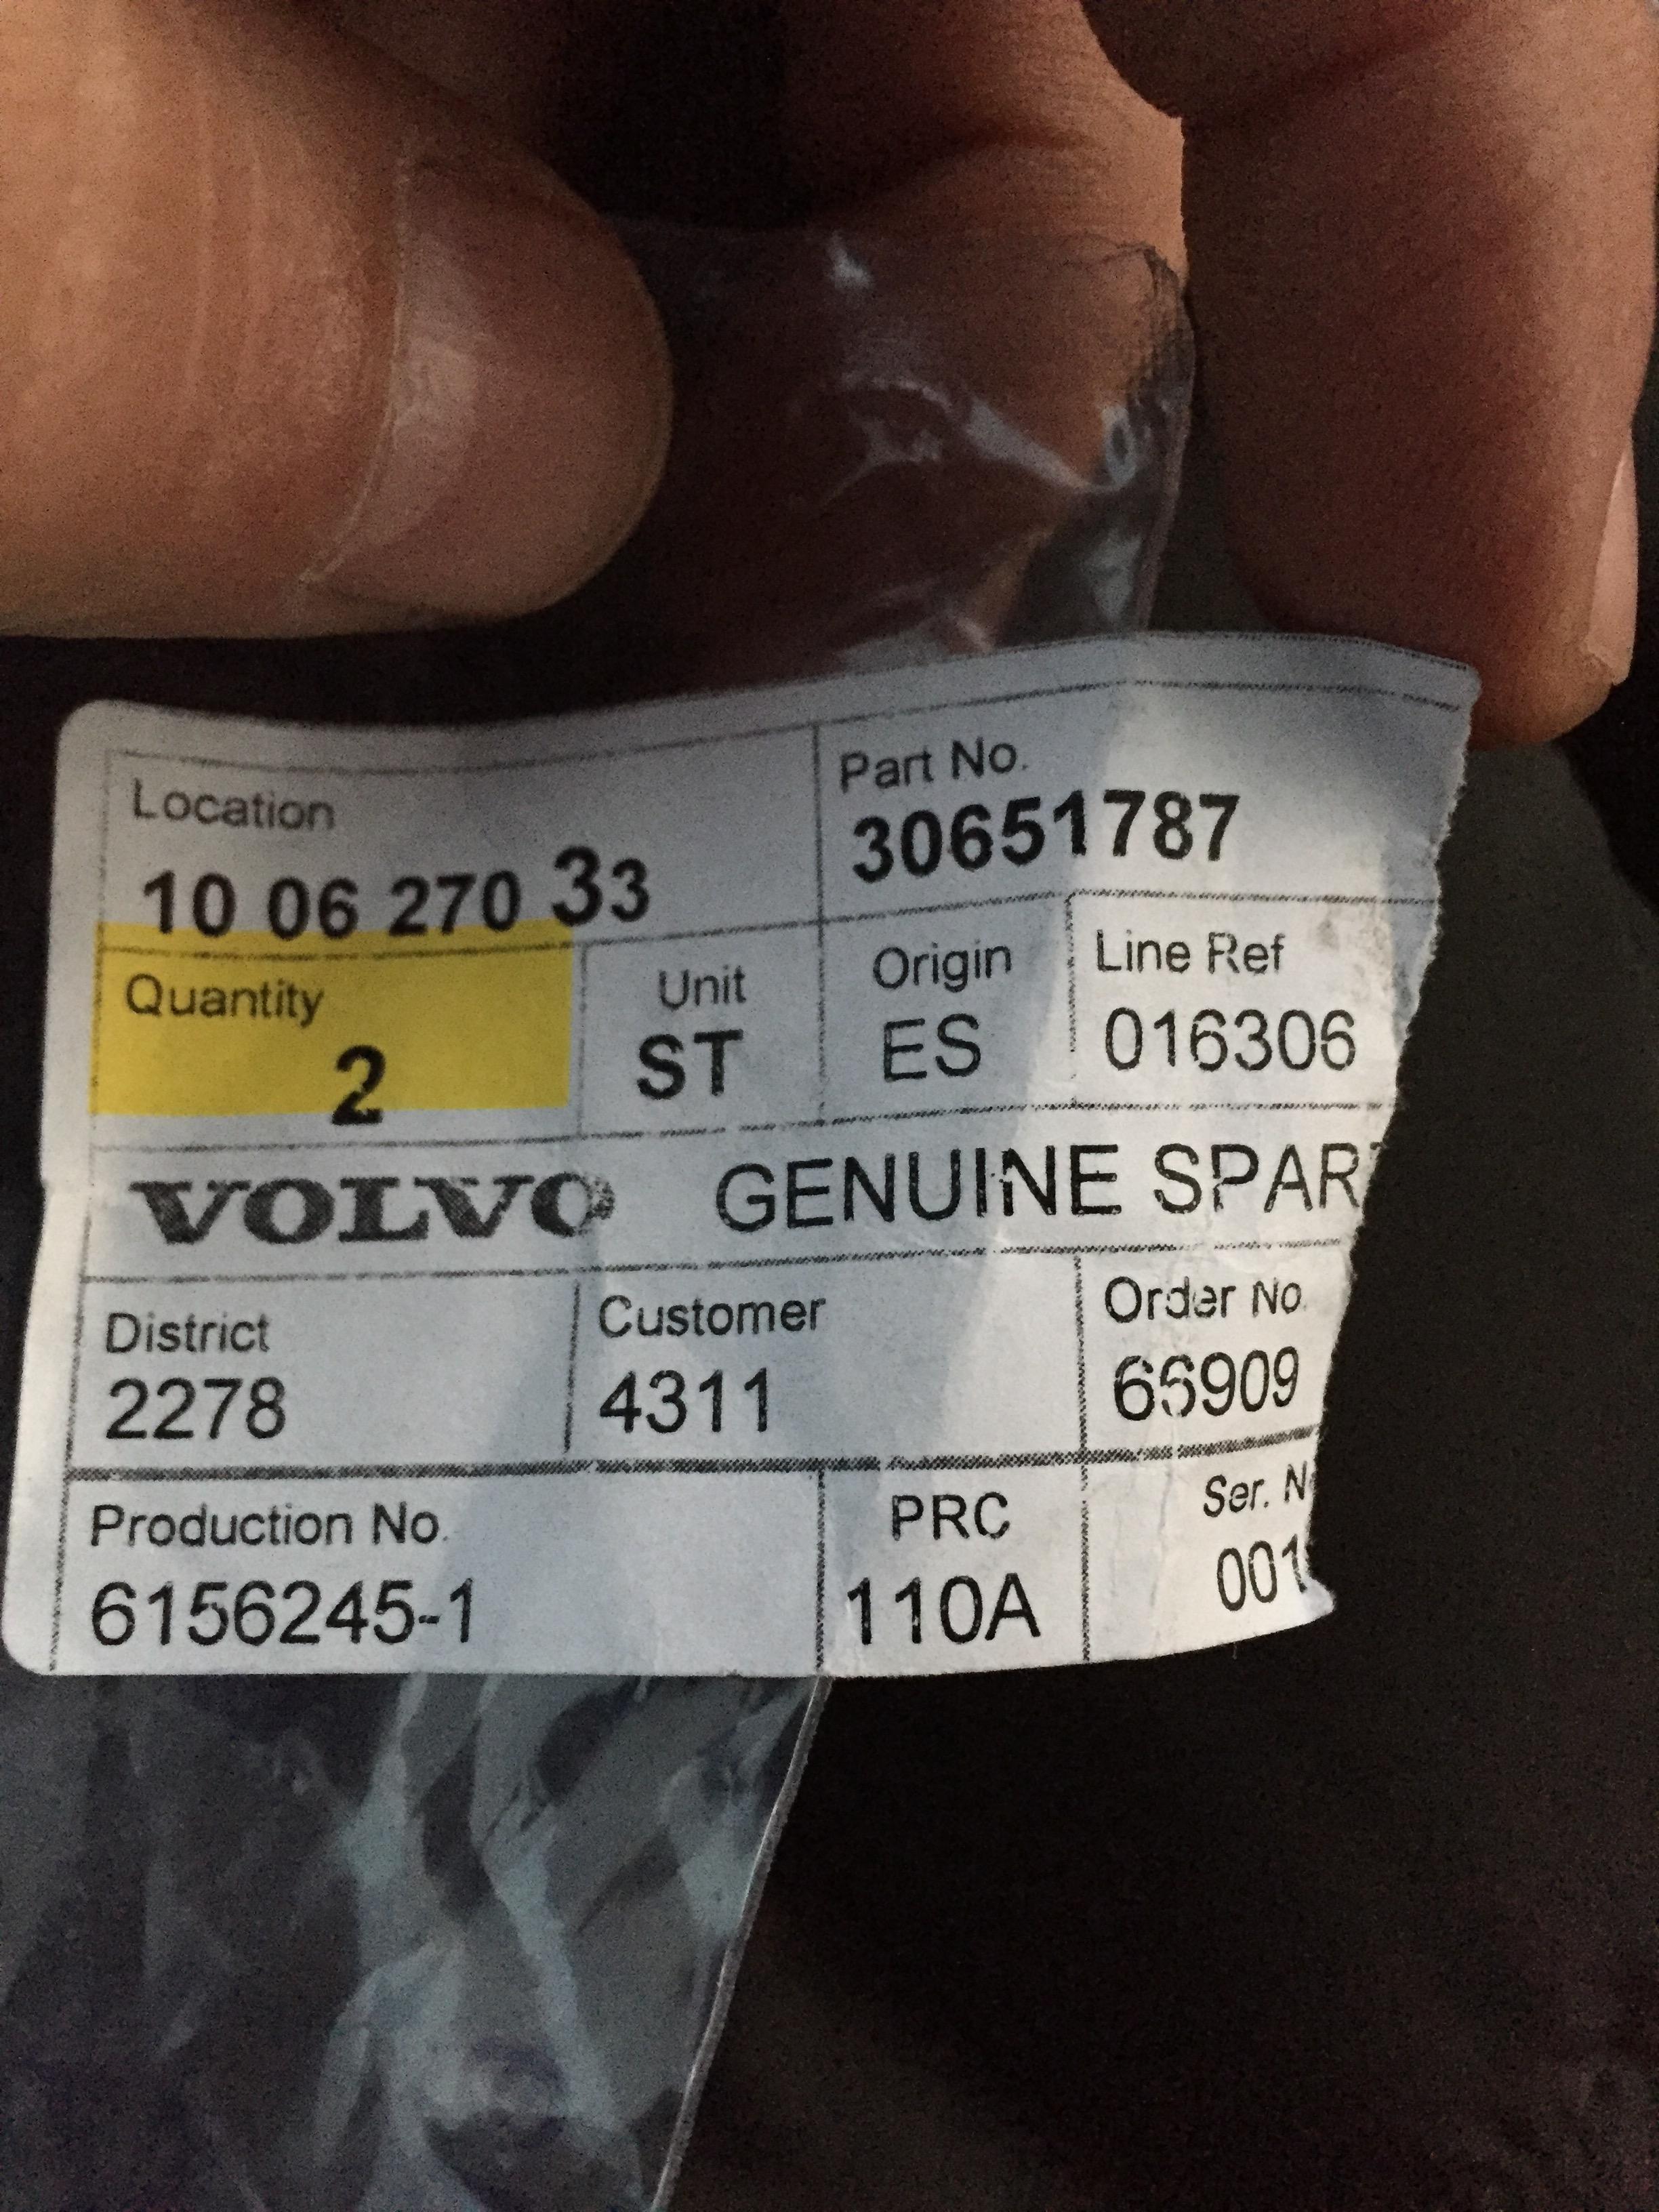 Location
10 06 270 33
Part No.
30651787
Quantity
2
Unit
ST
Origin
ES
Line Ref
016306
VOLVO GENUINE SPAR
District
2278
Customer
4311
Order No.
66909
Production No.
6156245-1
PRC
110A
Ser. N
001